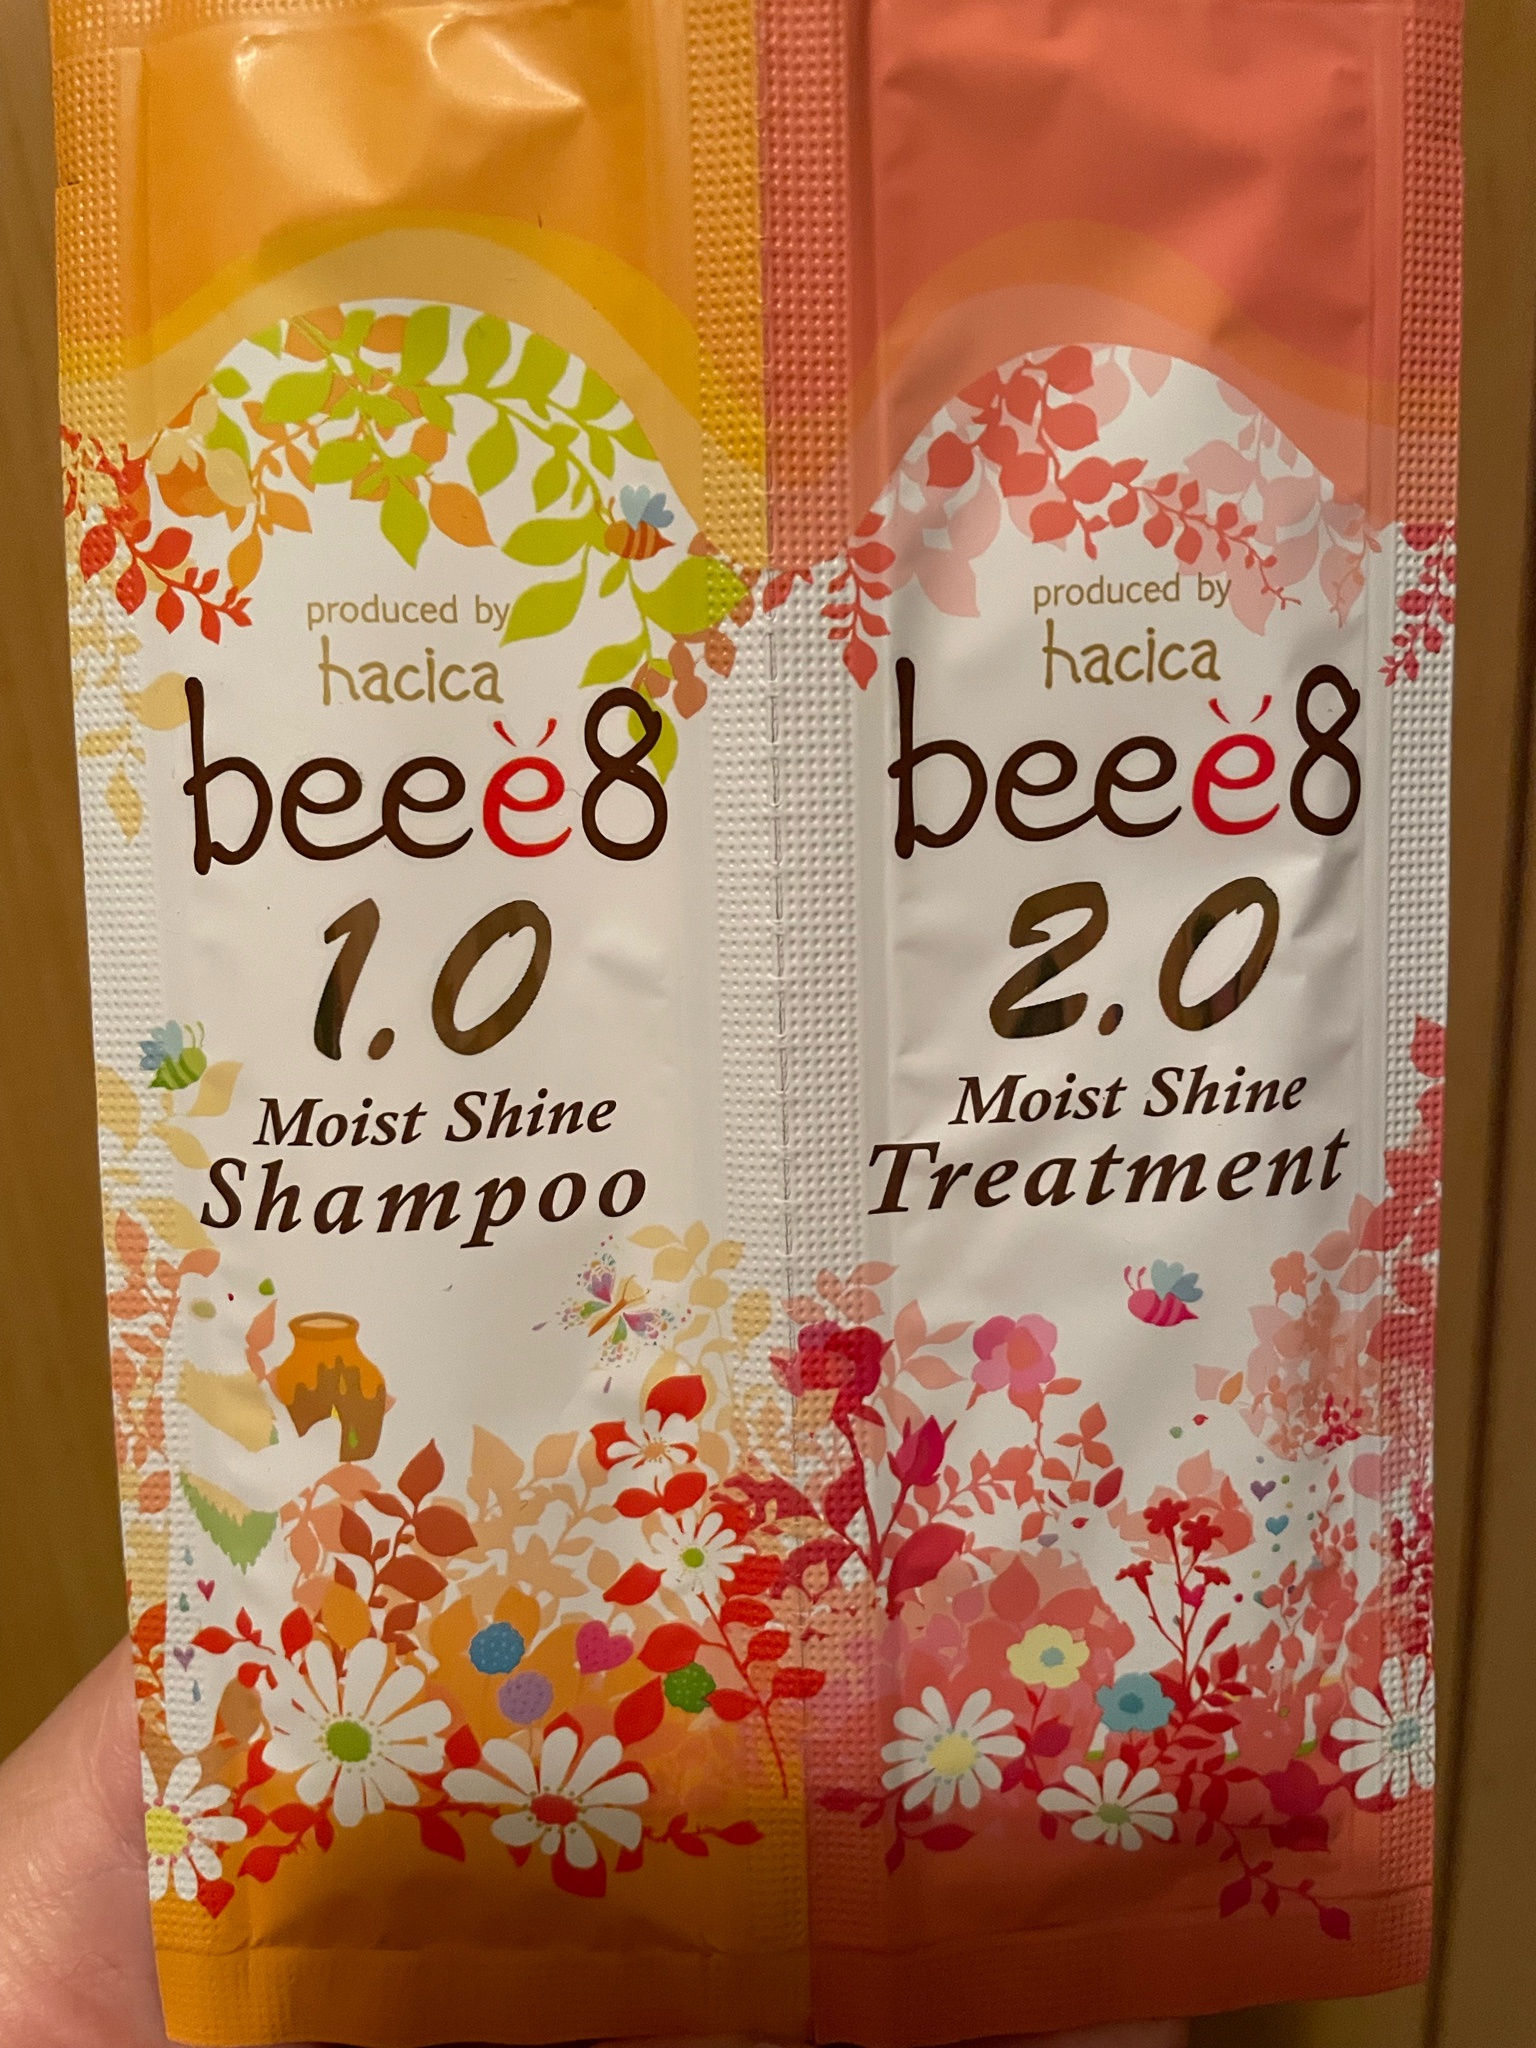 produced by
hacica
beee8
1.0
Moist Shine
Shampoo
produced by
hacica
beee8
2.0
Moist Shine
Treatment